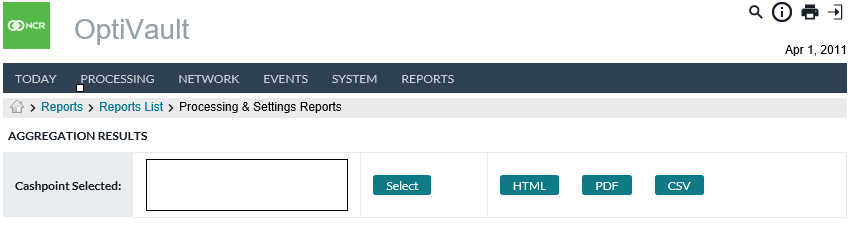 NCR
OptiVault
Apr 1, 2011
TODAY PROCESSING NETWORK EVENTS SYSTEM REPORTS
Reports > Reports List > Processing & Settings Reports
AGGREGATION RESULTS
Cashpoint Selected: Select HTML PDF CSV